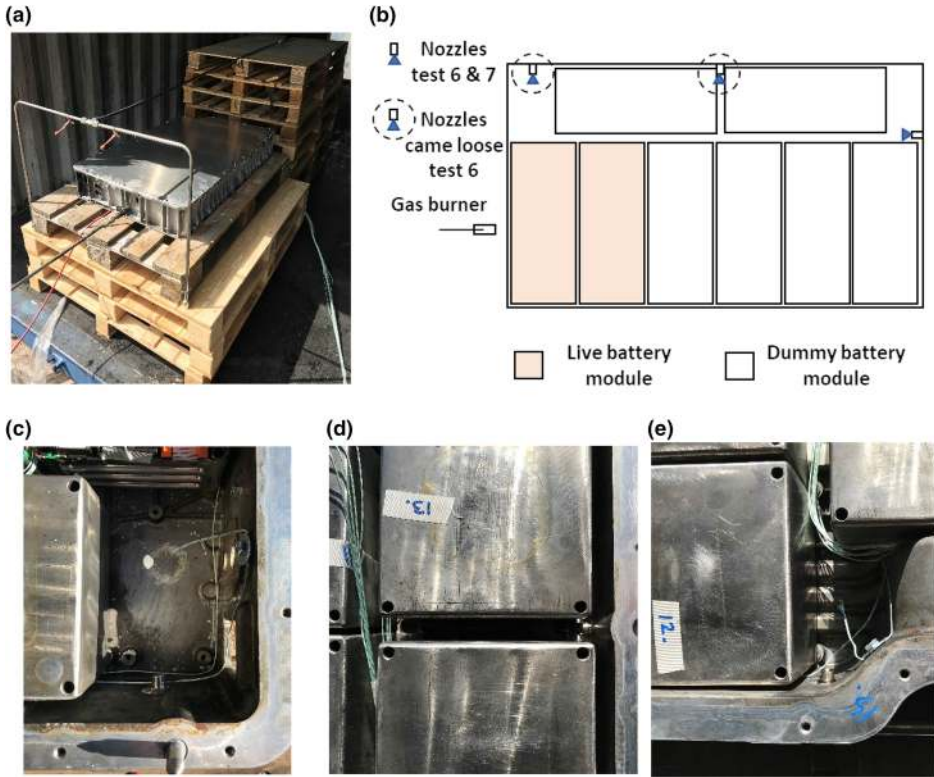 (a)
(b)
Nozzles
test 6 & 7
Nozzles
came loose
test 6
Gas burner
Live battery
module
Dummy battery
module
(c)
(d)
(e)
13.
12.